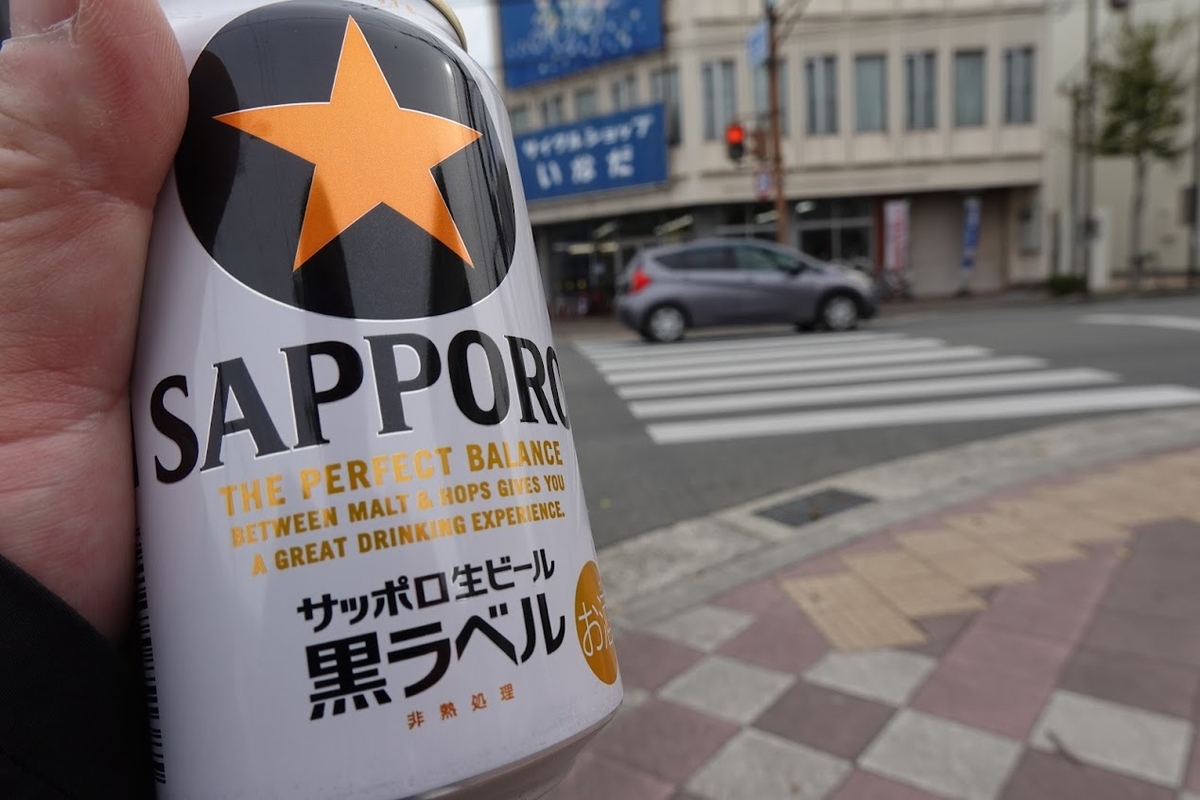 SAPPORO
THE PERFECT BALANCE
BETWEEN MALT & HOPS GIVES YOU
A GREAT DRINKING EXPERIENCE.
サッポロ生ビール
黒ラベル
非熱処理
お酒
サイクルショップ
いなだ